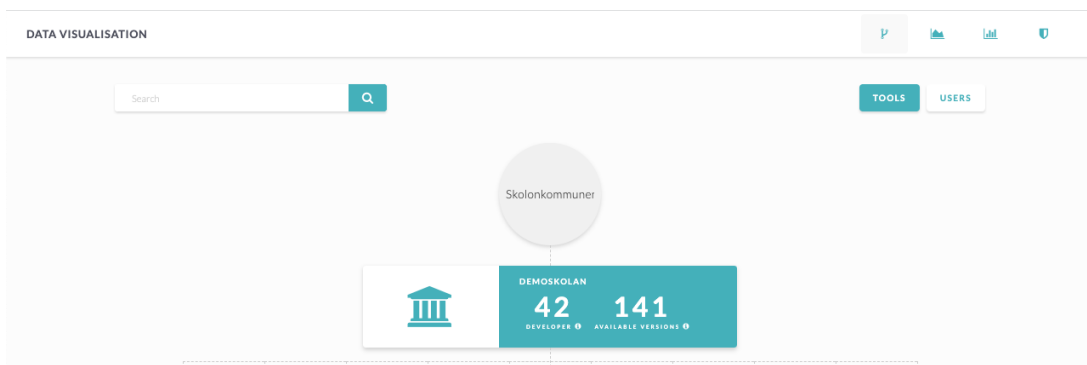 DATA VISUALISATION
Search
TOOLS USERS
Skolonkommuner
DEMOSKOLAN
42 141
DEVELOPER AVAILABLE VERSIONS